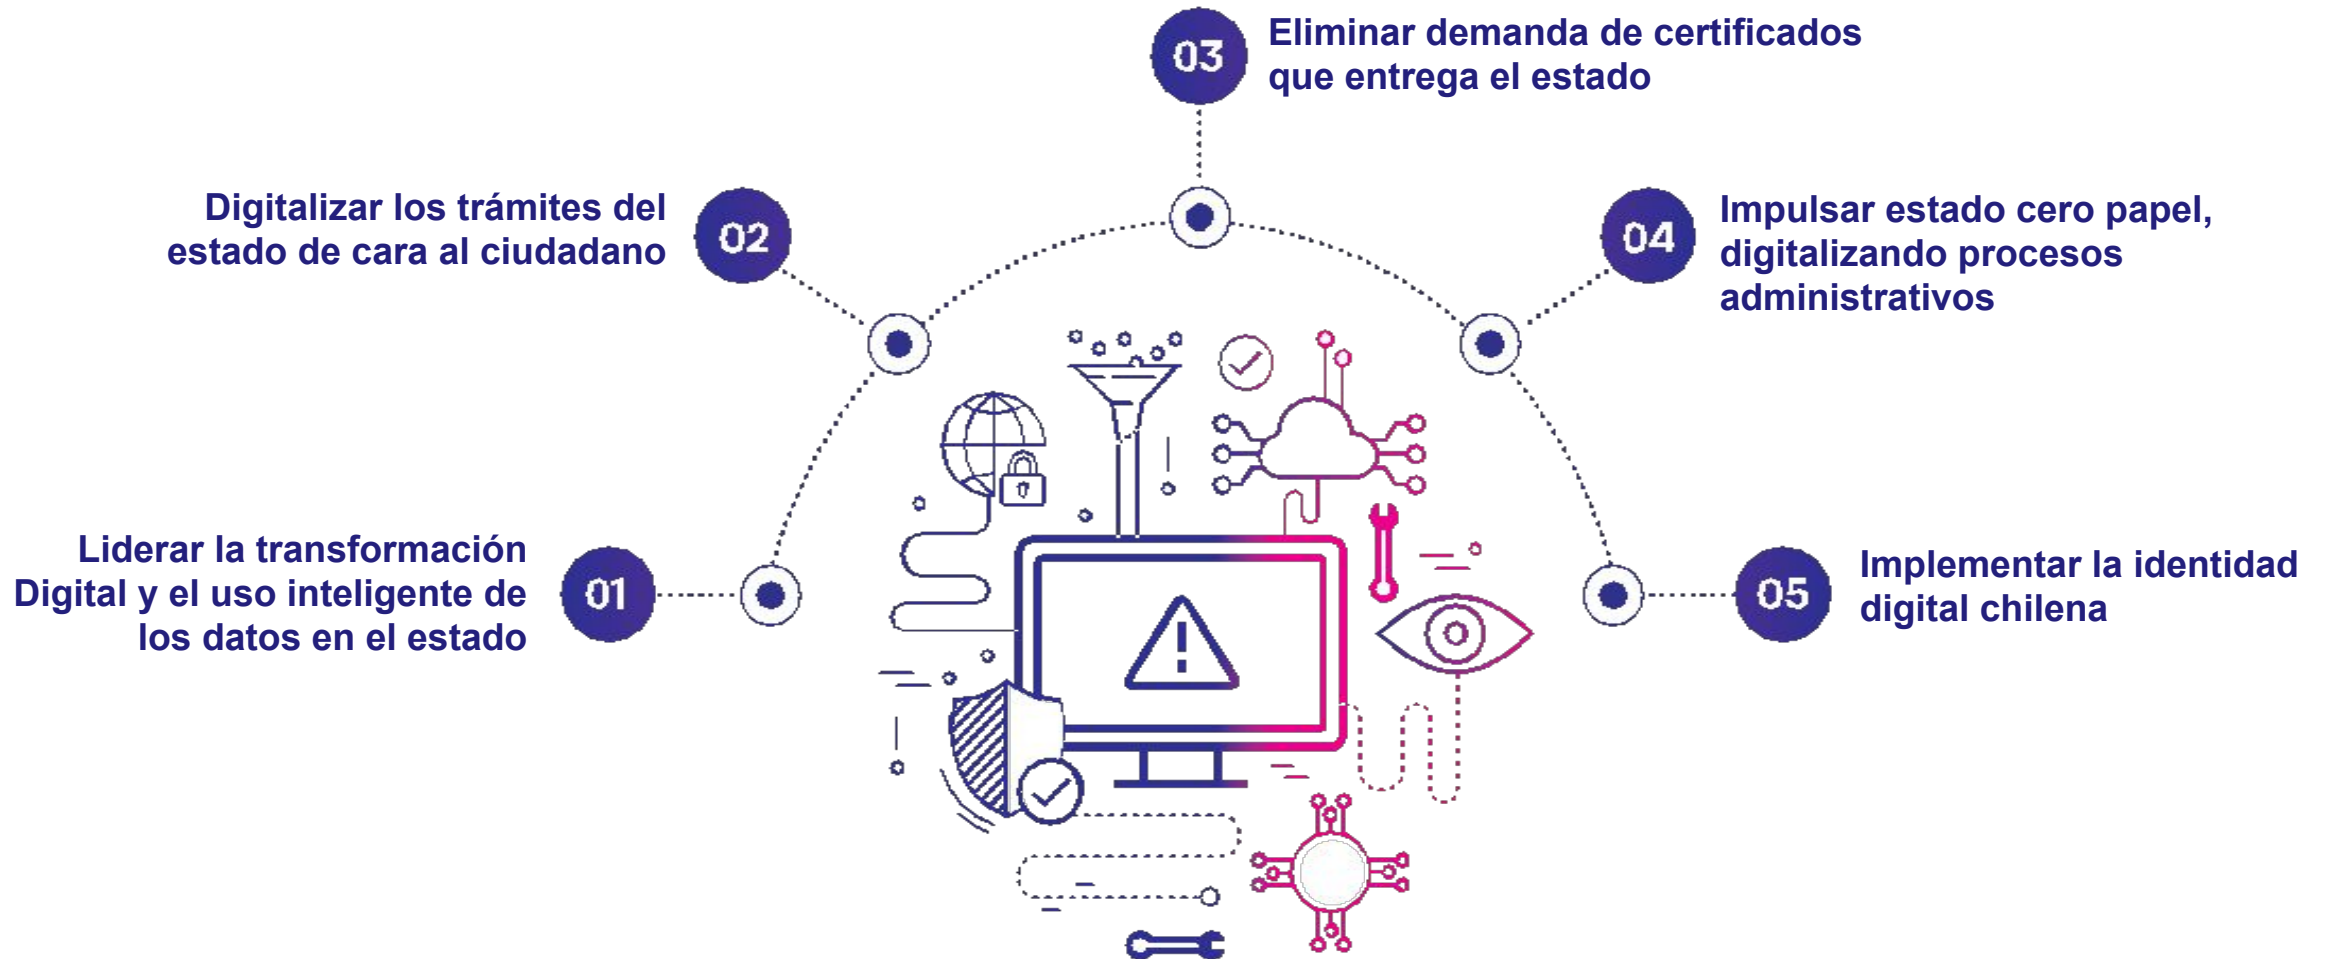 01
Liderar la transformación
Digital y el uso inteligente de
los datos en el estado
02
Digitalizar los trámites del
estado de cara al ciudadano
03
Eliminar demanda de certificados
que entrega el estado
04
Impulsar estado cero papel,
digitalizando procesos
administrativos
05
Implementar la identidad
digital chilena